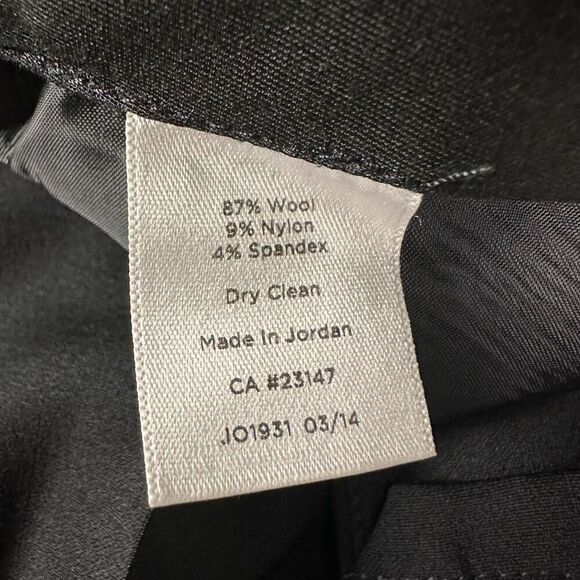 87% Wool
9% Nylon
4% Spandex
Dry Clean
Made In Jordan
CA #23147
JO1931 03/14